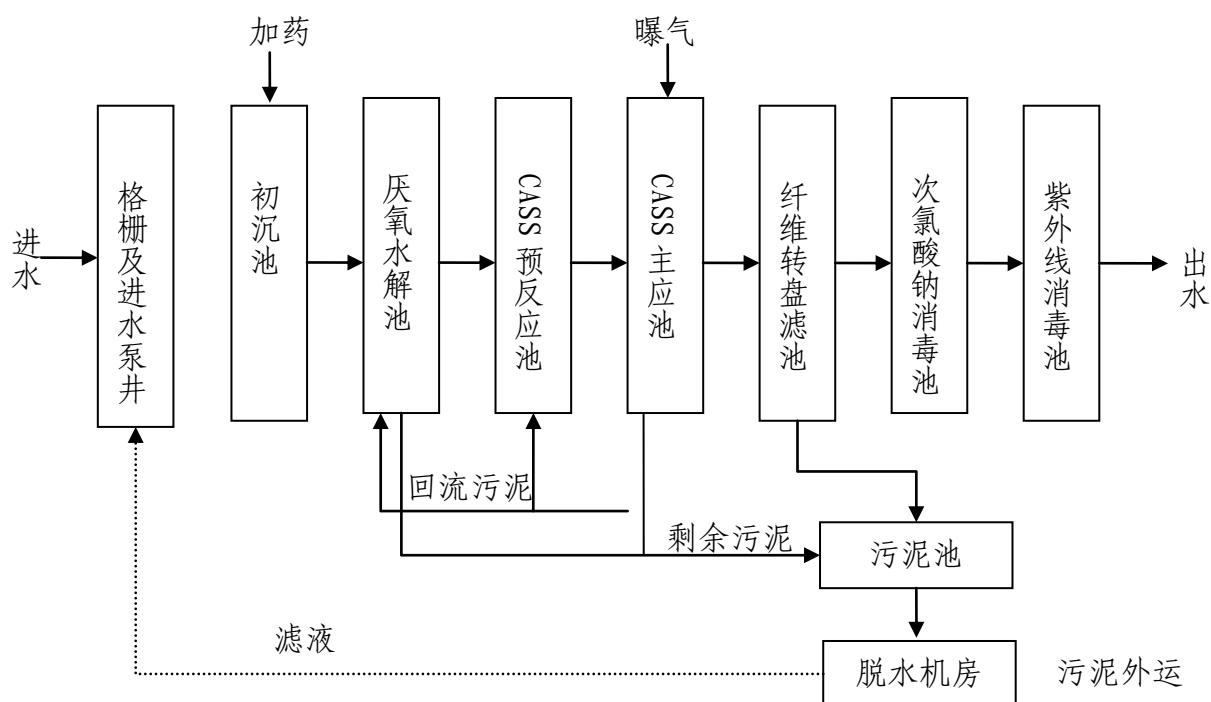 加药
曝气
进水
格栅及进水泵井
初沉池
厌氧水解池
CASS预反应池
CASS主应池
纤维转盘滤池
次氯酸钠消毒池
紫外线消毒池
出水
回流污泥
剩余污泥
污泥池
滤液
脱水机房
污泥外运